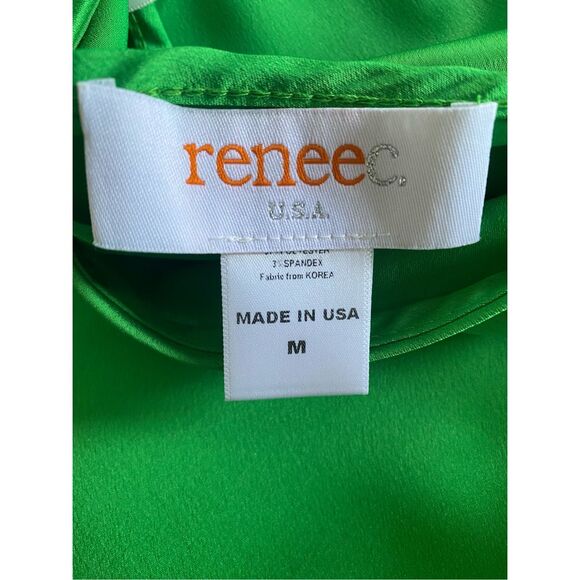 reneec.
U.S.A.
3% SPANDEX
Fabric from KOREA
MADE IN USA
M